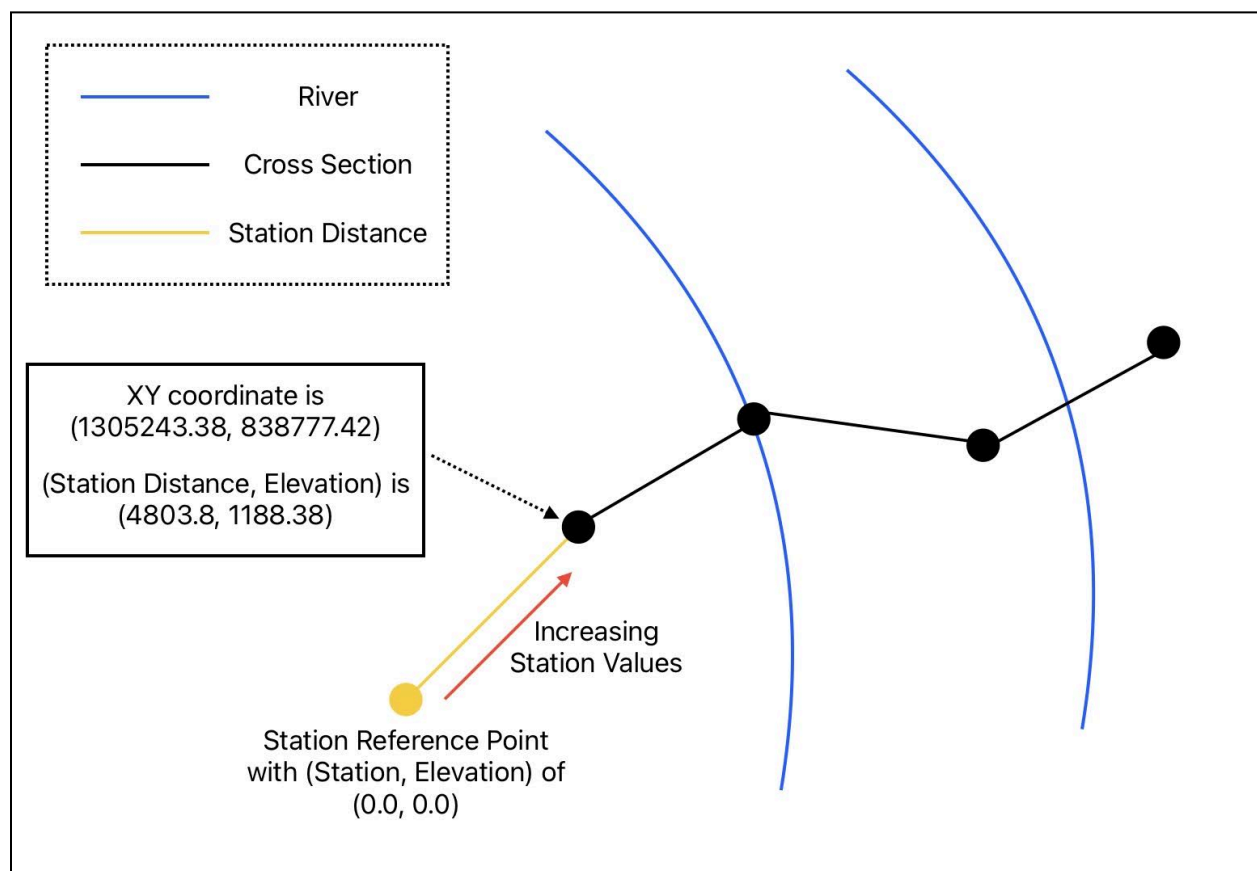 River
Cross Section
Station Distance
XY coordinate is
(1305243.38, 838777.42)
(Station Distance, Elevation) is
(4803.8, 1188.38)
Increasing
Station Values
Station Reference Point
with (Station, Elevation) of
(0.0, 0.0)